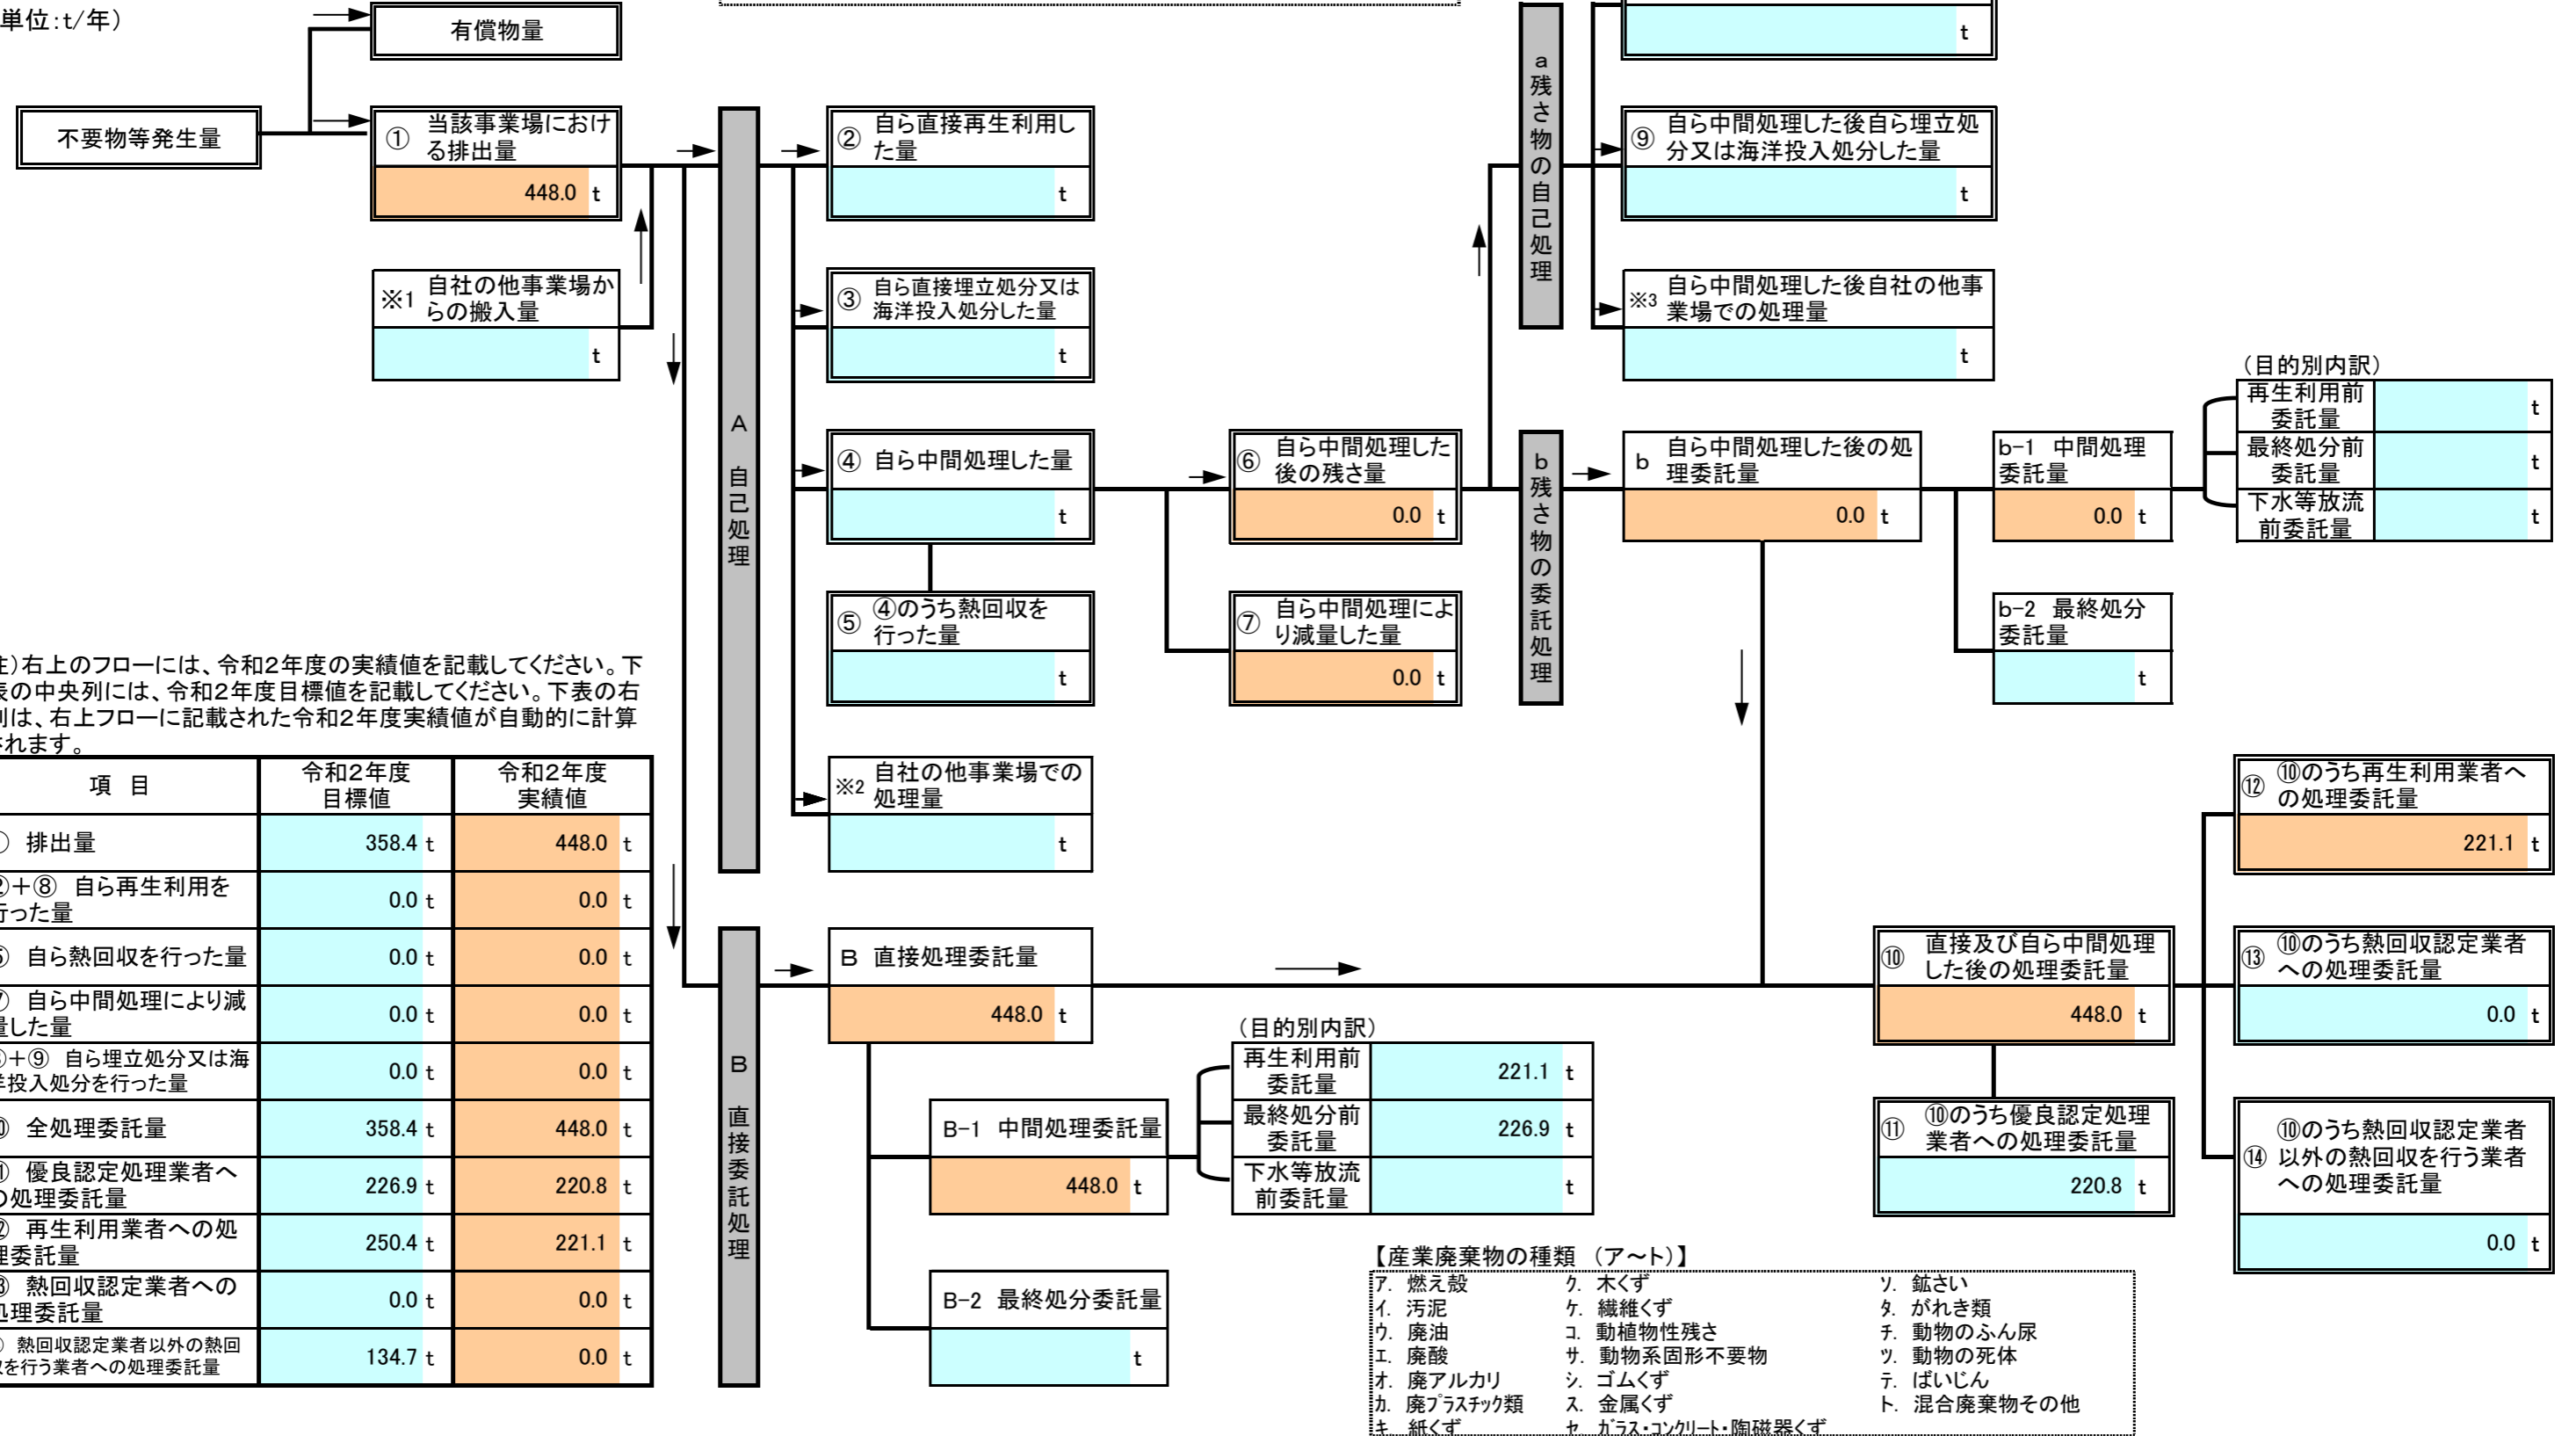 単位:t/年）
有償物量
不要物等発生量
① 当該事業場におけ
る排出量
448.0 t
※1 自社の他事業場か
らの搬入量
t
A 自己処理
② 自ら直接再生利用し
た量
t
③ 自ら直接埋立処分又は
海洋投入処分した量
t
④ 自ら中間処理した量
t
⑤ ④のうち熱回収を
行った量
t
※2 自社の他事業場での
処理量
t
⑥ 自ら中間処理した
後の残さ量
0.0 t
⑦ 自ら中間処理によ
り減量した量
0.0 t
a 残さ物の自己処理
t
⑨ 自ら中間処理した後自ら埋立処
分又は海洋投入処分した量
t
※3 自ら中間処理した後自社の他事
業場での処理量
t
b 残さ物の委託処理
b 自ら中間処理した後の処
理委託量
0.0 t
b-1 中間処理
委託量
0.0 t
b-2 最終処分
委託量
t
（目的別内訳）
再生利用前
委託量
t
最終処分前
委託量
t
下水等放流
前委託量
t
注）右上のフローには、令和2年度の実績値を記載してください。下
表の中央列には、令和2年度目標値を記載してください。下表の右
列は、右上フローに記載された令和2年度実績値が自動的に計算
されます。
項 目
令和2年度
目標値
令和2年度
実績値
① 排出量 358.4 t 448.0 t
②＋⑧ 自ら再生利用を
行った量 0.0 t 0.0 t
⑤ 自ら熱回収を行った量 0.0 t 0.0 t
⑦ 自ら中間処理により減
量した量 0.0 t 0.0 t
③＋⑨ 自ら埋立処分又は海
洋投入処分を行った量 0.0 t 0.0 t
⑩ 全処理委託量 358.4 t 448.0 t
⑪ 優良認定処理業者へ
の処理委託量 226.9 t 220.8 t
⑫ 再生利用業者への処
理委託量 250.4 t 221.1 t
⑬ 熱回収認定業者への
処理委託量 0.0 t 0.0 t
⑭ 熱回収認定業者以外の熱回
収を行う業者への処理委託量 134.7 t 0.0 t
B 直接委託処理
B 直接処理委託量
448.0 t
B-1 中間処理委託量
448.0 t
B-2 最終処分委託量
t
（目的別内訳）
再生利用前
委託量
221.1 t
最終処分前
委託量
226.9 t
下水等放流
前委託量
t
⑩ 直接及び自ら中間処理
した後の処理委託量
448.0 t
⑪ ⑩のうち優良認定処理
業者への処理委託量
220.8 t
⑫ ⑩のうち再生利用業者へ
の処理委託量
221.1 t
⑬ ⑩のうち熱回収認定業者
への処理委託量
0.0 t
⑭ ⑩のうち熱回収認定業者
以外の熱回収を行う業者
への処理委託量
0.0 t
【産業廃棄物の種類 （ア～ト）】
ア. 燃え殻 ク. 木くず ソ. 鉱さい
イ. 汚泥 ケ. 繊維くず タ. がれき類
ウ. 廃油 コ. 動植物性残さ チ. 動物のふん尿
エ. 廃酸 サ. 動物系固形不要物 ツ. 動物の死体
オ. 廃アルカリ シ. ゴムくず テ. ばいじん
カ. 廃プラスチック類 ス. 金属くず ト. 混合廃棄物その他
キ 紙くず セ ガラス・コンクリート・陶磁器くず